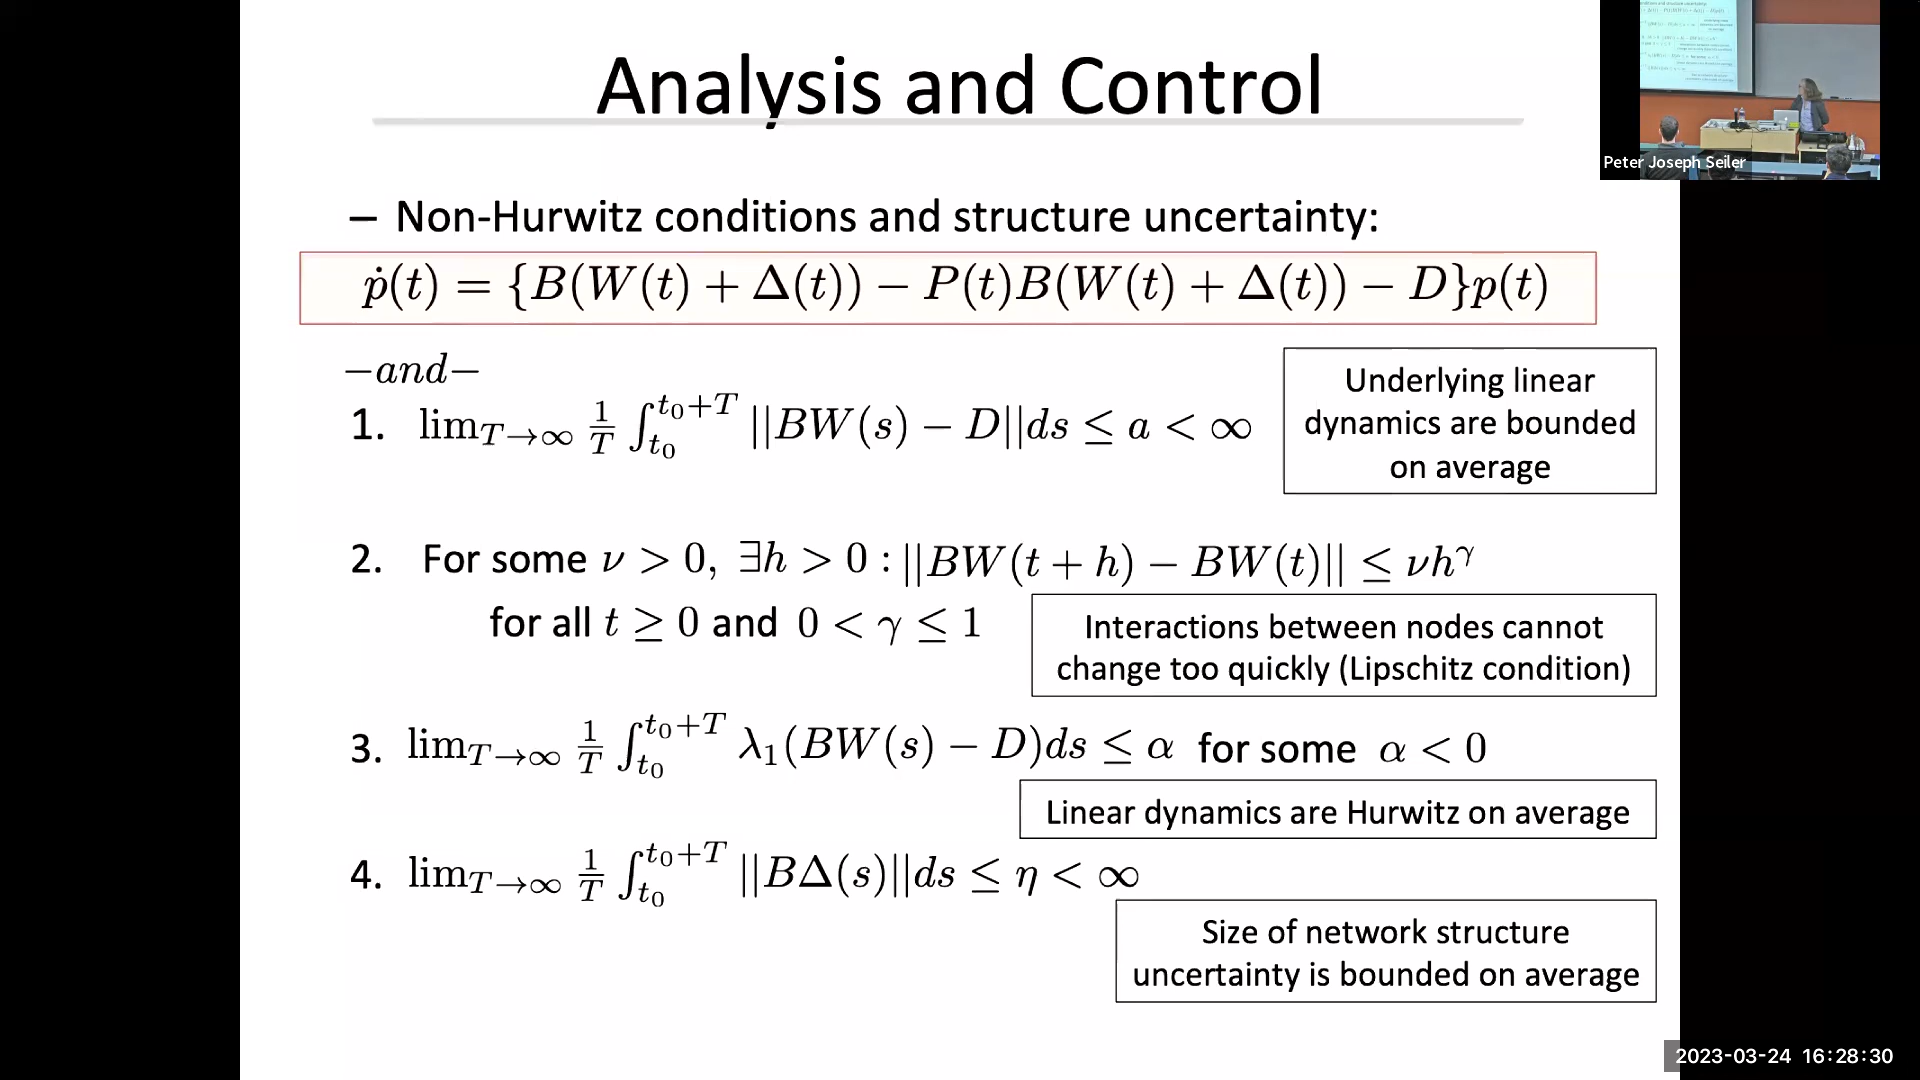 Analysis and Control
Peter Joseph Seiler
– Non-Hurwitz conditions and structure uncertainty:
ṗ(t) = {B(W(t) + Δ(t)) − P(t)B(W(t) + Δ(t)) − D}p(t)
−and−
1. lim_{T→∞} 1/T ∫_{t₀}^{t₀+T} ||BW(s) − D||ds ≤ a < ∞
Underlying linear
dynamics are bounded
on average
2. For some ν > 0, ∃h > 0 : ||BW(t + h) − BW(t)|| ≤ νh^γ
for all t ≥ 0 and 0 < γ ≤ 1
Interactions between nodes cannot
change too quickly (Lipschitz condition)
3. lim_{T→∞} 1/T ∫_{t₀}^{t₀+T} λ₁(BW(s) − D)ds ≤ α for some α < 0
Linear dynamics are Hurwitz on average
4. lim_{T→∞} 1/T ∫_{t₀}^{t₀+T} ||BΔ(s)||ds ≤ η < ∞
Size of network structure
uncertainty is bounded on average
2023-03-24 16:28:30